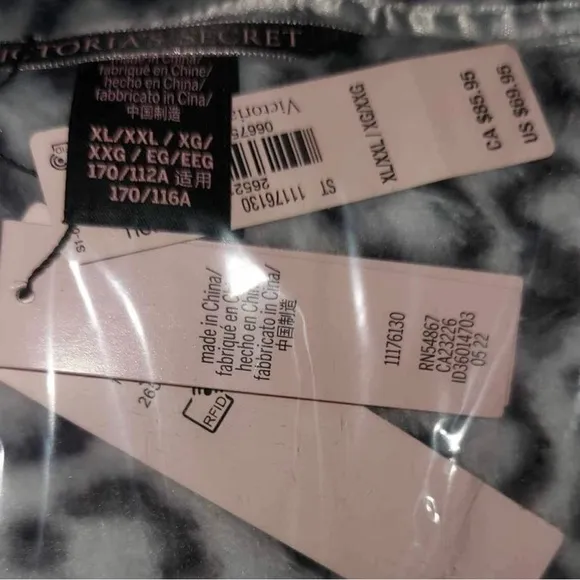 VICTORIA'S SECRET
made in China/
fabriqué en Chine/
hecho en China/
fabbricato in Cina/
中国制造
XL/XXL / XG/
XXG / EG/EEG
170/112A 适用
170/116A
Victoria
06675
2652
ST 11176130
XL/XXL / XG/XXG
CA $85.95
US $69.95
made in China/
fabriqué en C
hecho en China/
fabbricato in Cina/
中国制造
11176130
RN54867
CA23226
ID36014703
05 22
263
RFID